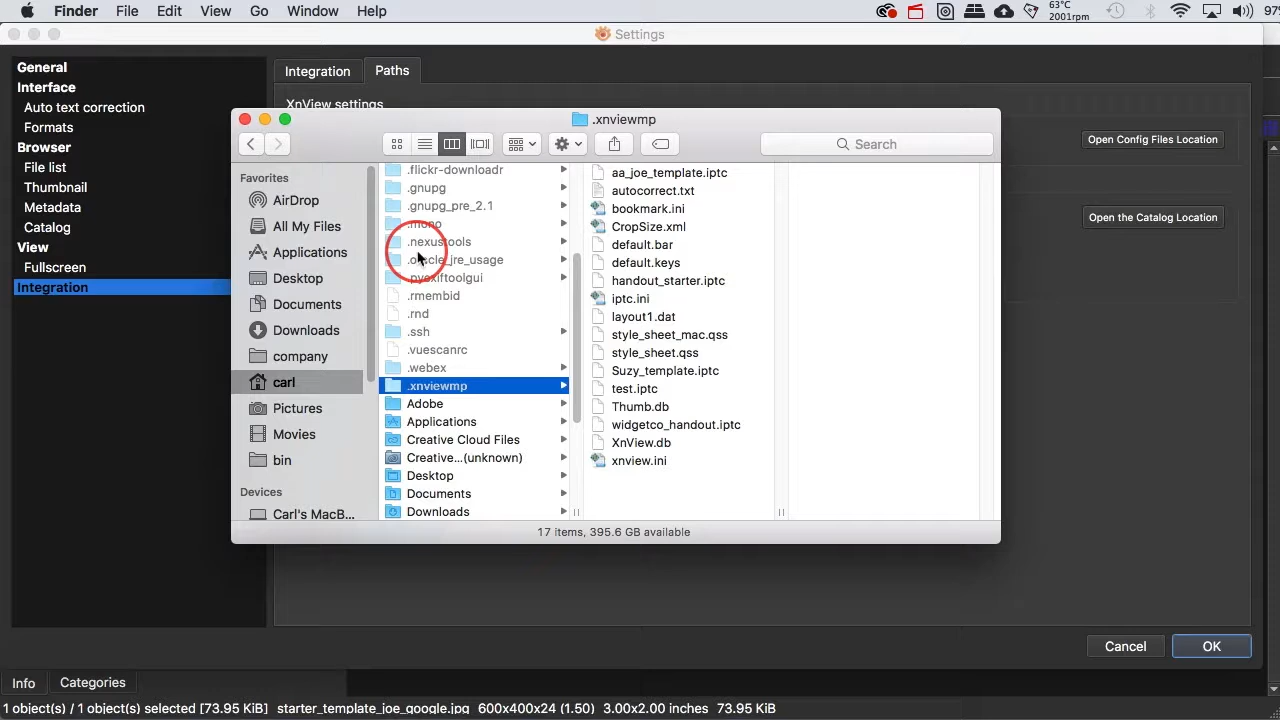 Finder File Edit View Go Window Help 63°C 2001rpm 97%
Settings
General
Interface
Auto text correction
Formats
Browser
File list
Thumbnail
Metadata
Catalog
View
Fullscreen
Integration
Integration Paths
XnView settings
Open Config Files Location
Open the Catalog Location
.xnviewmp
Search
Favorites
AirDrop
All My Files
Applications
Desktop
Documents
Downloads
company
carl
Pictures
Movies
bin
Devices
Carl's MacB...
.flickr-downloadr
.gnupg
.gnupg_pre_2.1
.mono
.nexustools
.oracle_jre_usage
.pyexiftoolgui
.rmembid
.rnd
.ssh
.vuescanrc
.webex
.xnviewmp
Adobe
Applications
Creative Cloud Files
Creative...(unknown)
Desktop
Documents
Downloads
aa_joe_template.iptc
autocorrect.txt
bookmark.ini
CropSize.xml
default.bar
default.keys
handout_starter.iptc
iptc.ini
layout1.dat
style_sheet_mac.qss
style_sheet.qss
Suzy_template.iptc
test.iptc
Thumb.db
widgetco_handout.iptc
XnView.db
xnview.ini
17 items, 395.6 GB available
Cancel OK
Info Categories
1 object(s) / 1 object(s) selected [73.95 KiB] starter_template_joe_google.jpg 600x400x24 (1.50) 3.00x2.00 inches 73.95 KiB